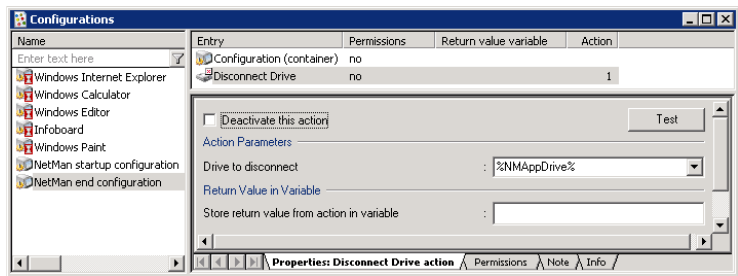 Configurations
Name
Enter text here
Windows Internet Explorer
Windows Calculator
Windows Editor
Infoboard
Windows Paint
NetMan startup configuration
NetMan end configuration
Entry Permissions Return value variable Action
Configuration (container) no
Disconnect Drive no 1
Deactivate this action Test
Action Parameters
Drive to disconnect : %NMAppDrive%
Return Value in Variable
Store return value from action in variable :
Properties: Disconnect Drive action Permissions Note Info